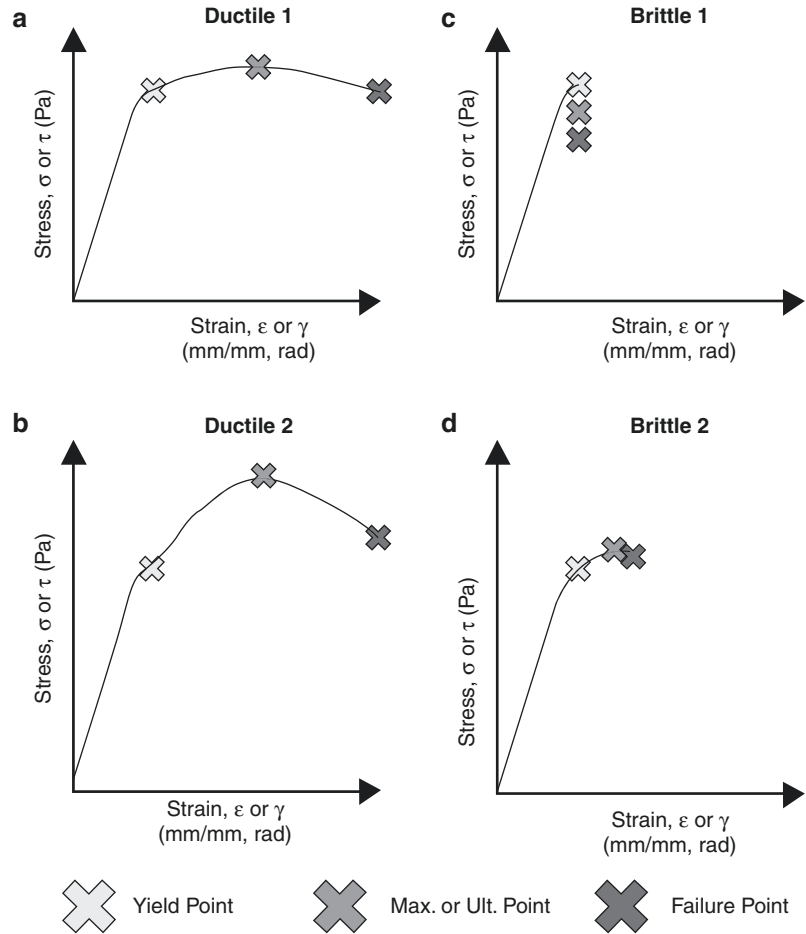 a
Ductile 1
Stress, σ or τ (Pa)
Strain, ε or γ
(mm/mm, rad)
c
Brittle 1
Stress, σ or τ (Pa)
Strain, ε or γ
(mm/mm, rad)
b
Ductile 2
Stress, σ or τ (Pa)
Strain, ε or γ
(mm/mm, rad)
d
Brittle 2
Stress, σ or τ (Pa)
Strain, ε or γ
(mm/mm, rad)
Yield Point
Max. or Ult. Point
Failure Point